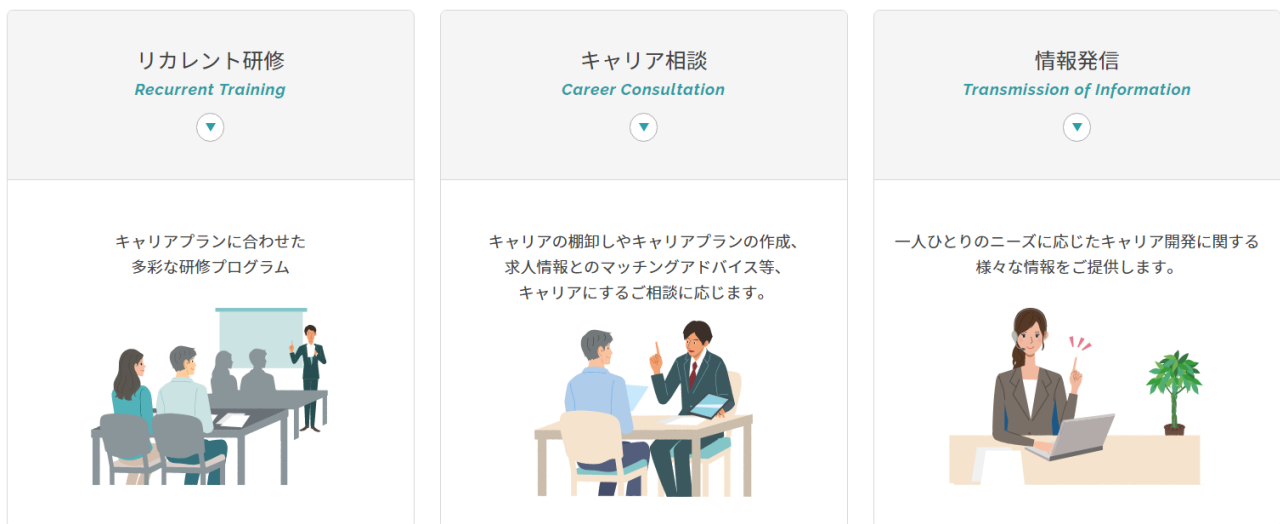 リカレント研修
Recurrent Training
キャリアプランに合わせた
多彩な研修プログラム
キャリア相談
Career Consultation
キャリアの棚卸しやキャリアプランの作成、
求人情報とのマッチングアドバイス等、
キャリアにするご相談に応じます。
情報発信
Transmission of Information
一人ひとりのニーズに応じたキャリア開発に関する
様々な情報をご提供します。